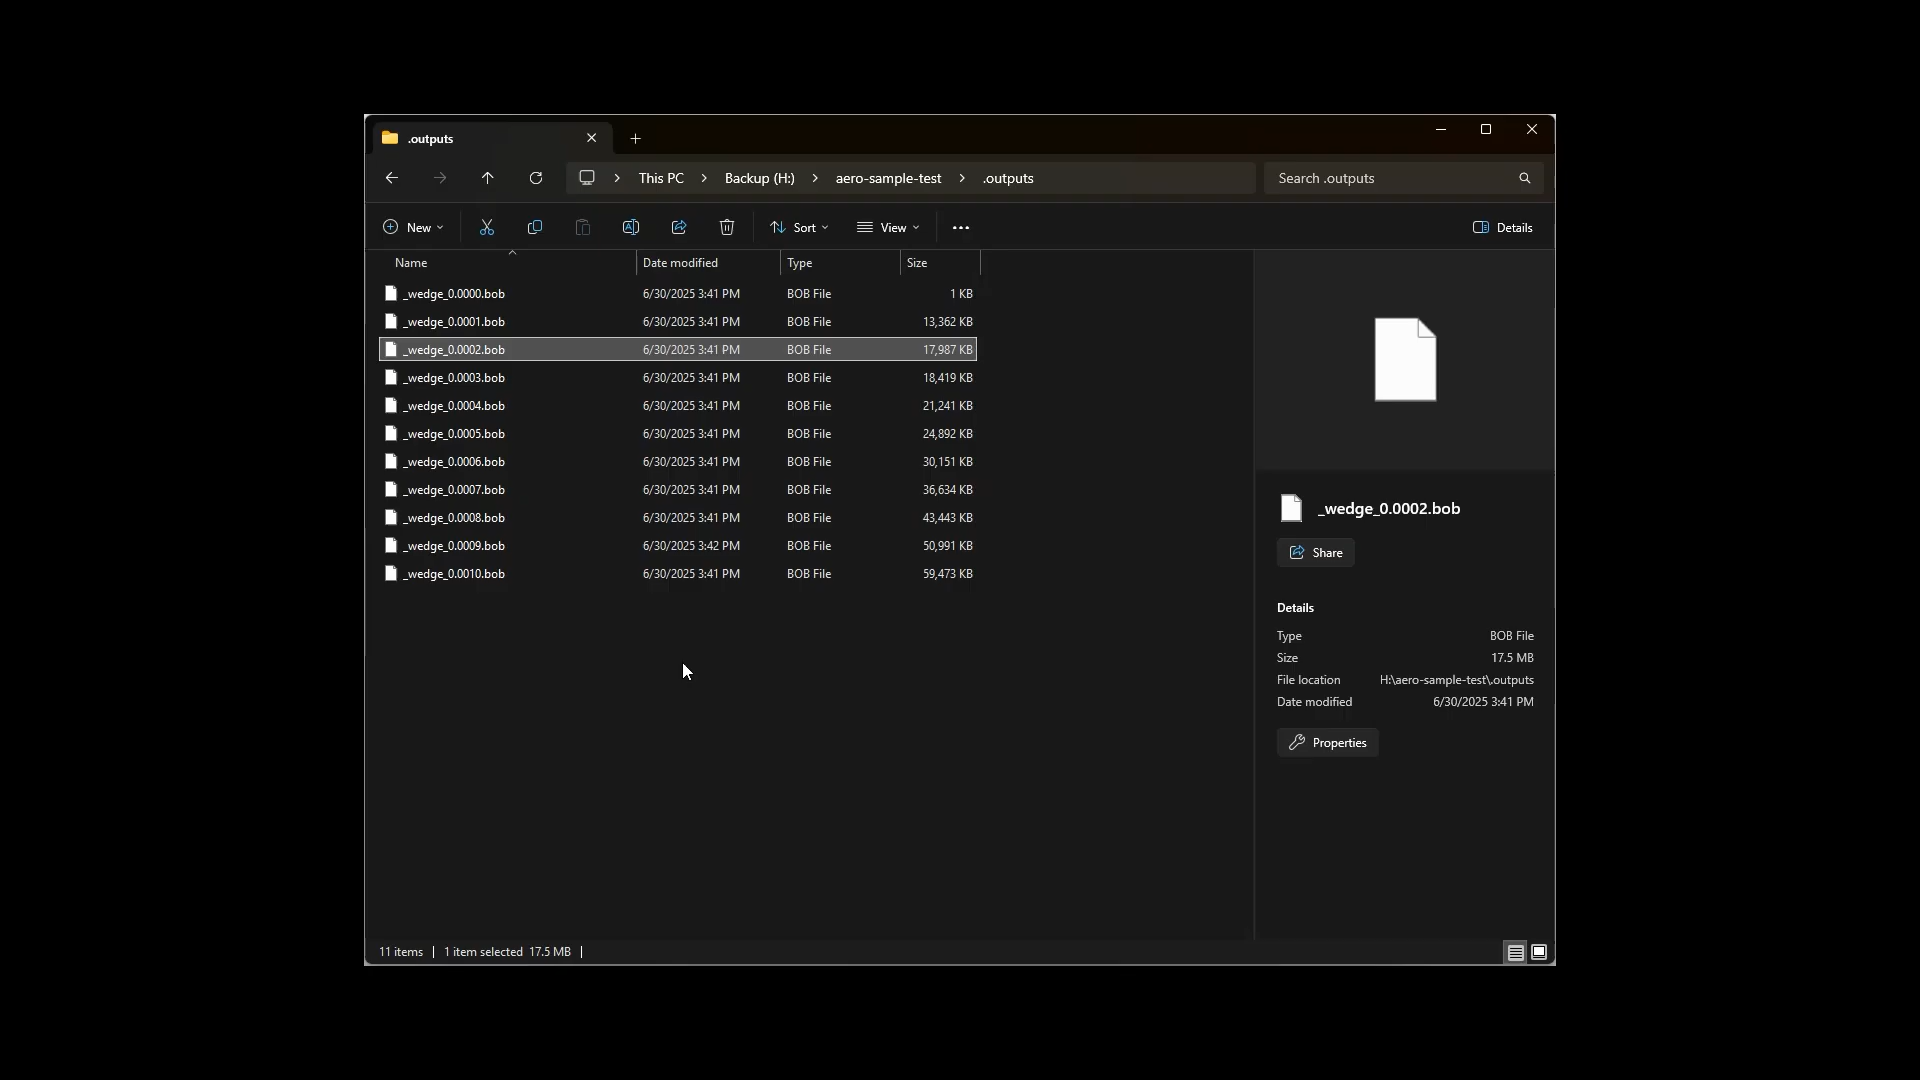 .outputs
This PC > Backup (H:) > aero-sample-test > .outputs
Search .outputs
New
Sort
View
Details
Name Date modified Type Size
_wedge_0.0000.bob 6/30/2025 3:41 PM BOB File 1 KB
_wedge_0.0001.bob 6/30/2025 3:41 PM BOB File 13,362 KB
_wedge_0.0002.bob 6/30/2025 3:41 PM BOB File 17,987 KB
_wedge_0.0003.bob 6/30/2025 3:41 PM BOB File 18,419 KB
_wedge_0.0004.bob 6/30/2025 3:41 PM BOB File 21,241 KB
_wedge_0.0005.bob 6/30/2025 3:41 PM BOB File 24,892 KB
_wedge_0.0006.bob 6/30/2025 3:41 PM BOB File 30,151 KB
_wedge_0.0007.bob 6/30/2025 3:41 PM BOB File 36,634 KB
_wedge_0.0008.bob 6/30/2025 3:41 PM BOB File 43,443 KB
_wedge_0.0009.bob 6/30/2025 3:42 PM BOB File 50,991 KB
_wedge_0.0010.bob 6/30/2025 3:41 PM BOB File 59,473 KB
_wedge_0.0002.bob
Share
Details
Type BOB File
Size 17.5 MB
File location H:\aero-sample-test\.outputs
Date modified 6/30/2025 3:41 PM
Properties
11 items | 1 item selected 17.5 MB |